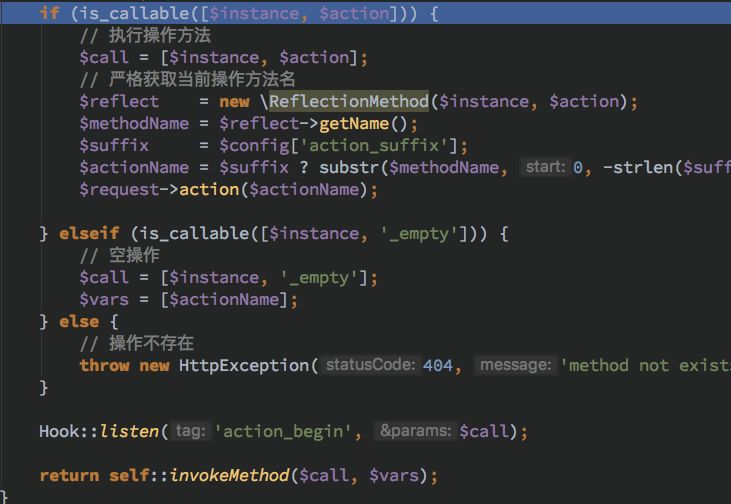 if (is_callable([$instance, $action])) {
// 执行操作方法
$call = [$instance, $action];
// 严格获取当前操作方法名
$reflect = new \ReflectionMethod($instance, $action);
$methodName = $reflect->getName();
$suffix = $config['action_suffix'];
$actionName = $suffix ? substr($methodName, start: 0, -strlen($suff
$request->action($actionName);
} elseif (is_callable([$instance, '_empty'])) {
// 空操作
$call = [$instance, '_empty'];
$vars = [$actionName];
} else {
// 操作不存在
throw new HttpException( statusCode: 404, message: 'method not exists
}
Hook::listen( tag: 'action_begin', &params: $call);
return self::invokeMethod($call, $vars);
}